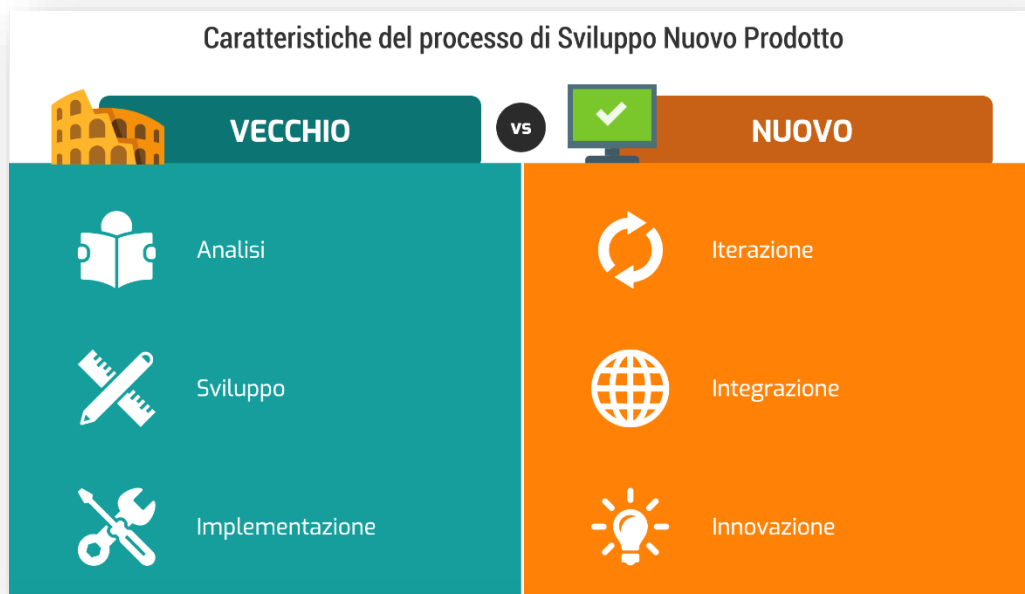 Caratteristiche del processo di Sviluppo Nuovo Prodotto
VECCHIO
vs
NUOVO
Analisi
Iterazione
Sviluppo
Integrazione
Implementazione
Innovazione